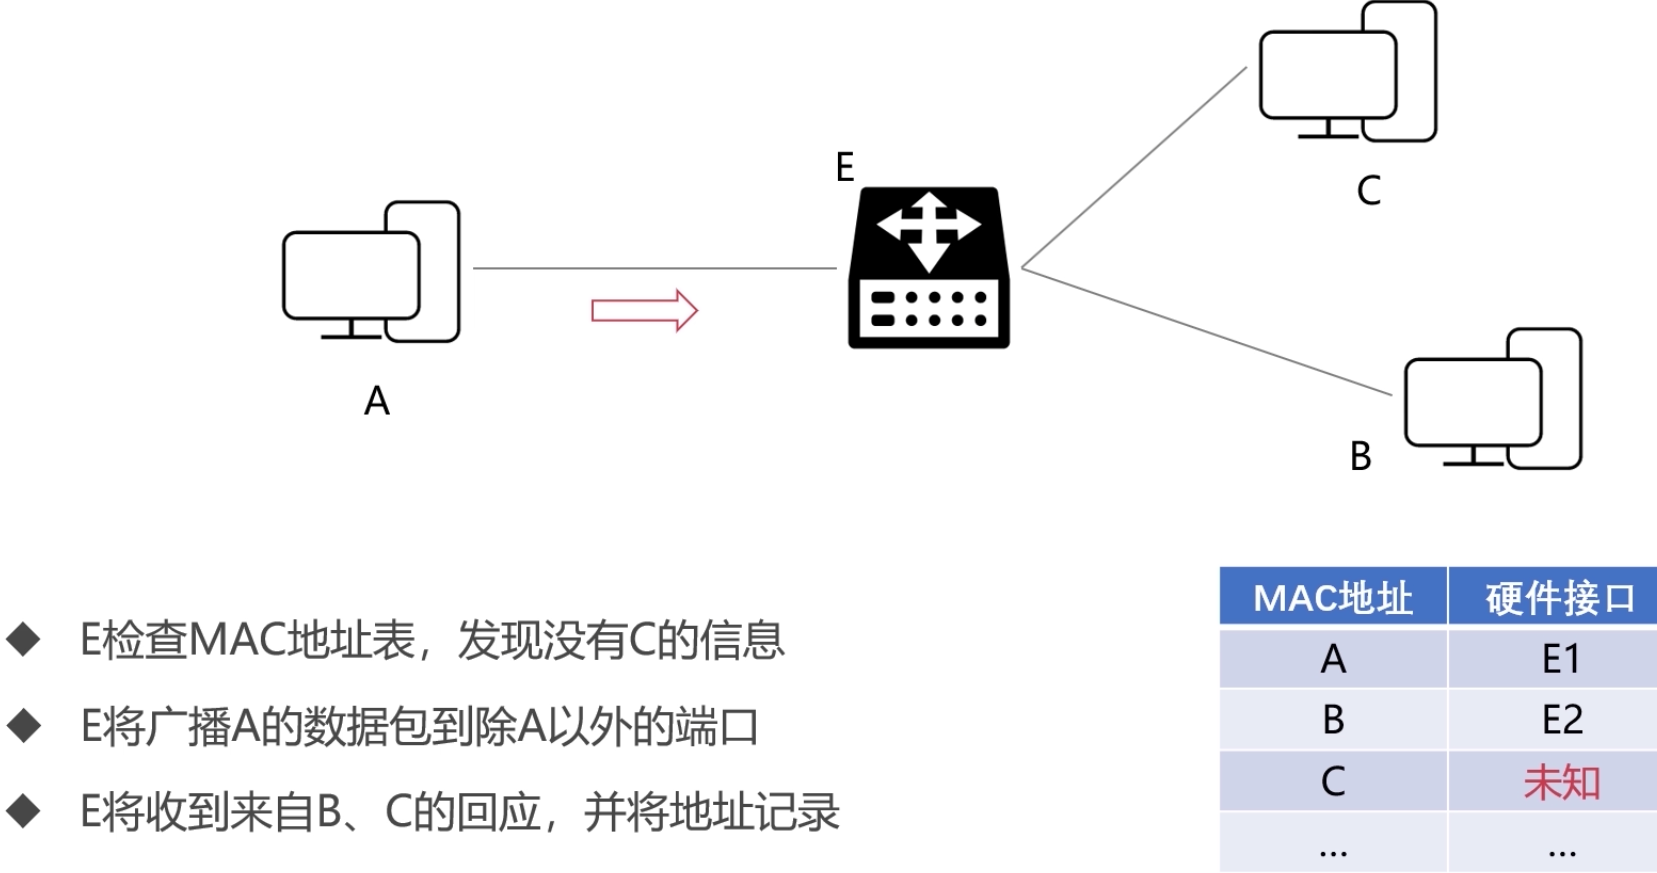 C
E
A
B
E检查MAC地址表，发现没有C的信息
E将广播A的数据包到除A以外的端口
E将收到来自B、C的回应，并将地址记录
MAC地址 硬件接口
A E1
B E2
C 未知
... ...